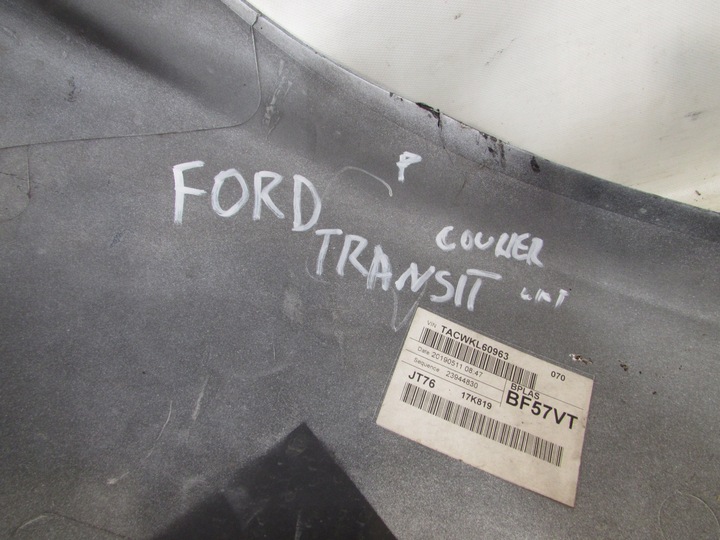 P
FORD
COURIER
TRANSIT
VIN TACWKL60963
070
Date 20190511 08:47
Sequence 23944830
BPLAS
JT76 17K819 BF57VT